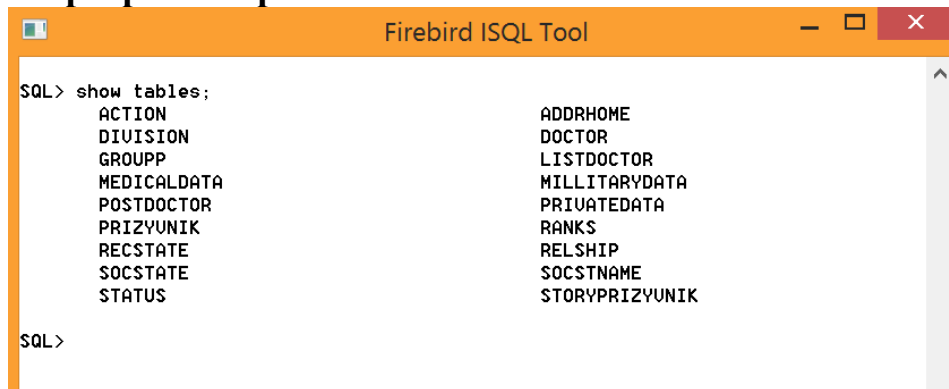 Firebird ISQL Tool
SQL> show tables;
ACTION ADDRHOME
DIVISION DOCTOR
GROUPP LISTDOCTOR
MEDICALDATA MILLITARYDATA
POSTDOCTOR PRIVATEDATA
PRIZYVNIK RANKS
RECSTATE RELSHIP
SOCSTATE SOCSTNAME
STATUS STORYPRIZYVNIK
SQL>